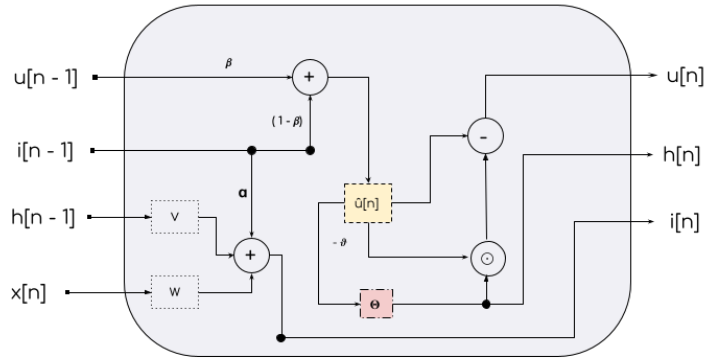 u[n - 1]
β
+
u[n]
(1 - β)
-
i[n - 1]
h[n]
α
h[n - 1]
V
û[n]
i[n]
- ϑ
+
⊙
x[n]
W
Θ